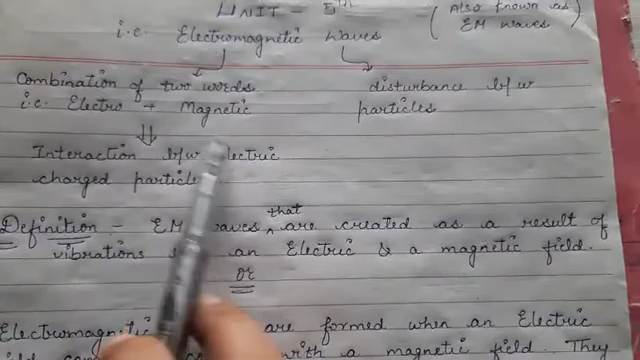 UNIT - 5
(Also known as
EM waves)
i.e. Electromagnetic Waves
Combination of two words
i.e. Electro + Magnetic
disturbance b/w
particles
Interaction b/w Electric
charged particle
Definition - EM waves that are created as a result of
vibrations an Electric & a magnetic field.
or
Electromagnetic are formed when an Electric
with a magnetic field. They